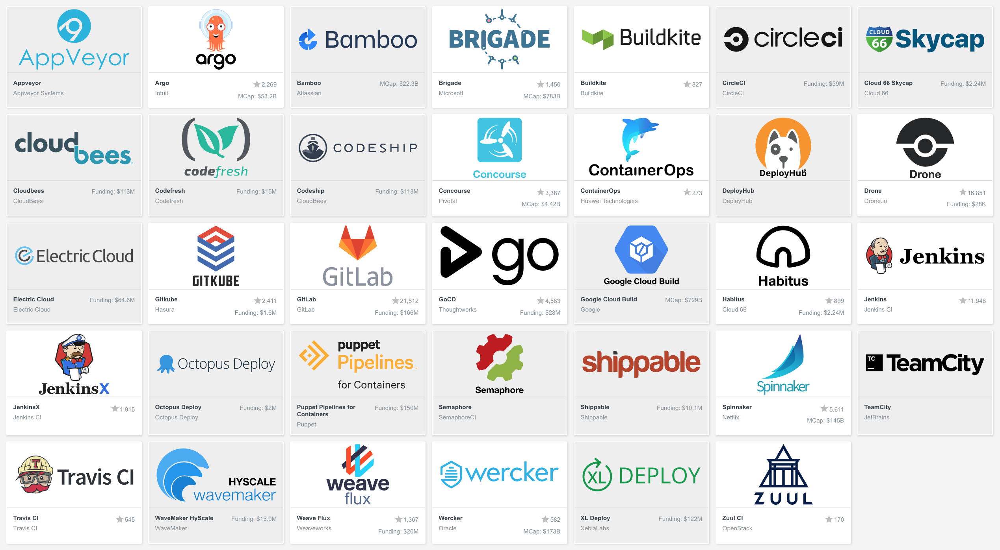 AppVeyor
Appveyor
Appveyor Systems
argo
Argo
2,269
Intuit
MCap: $53.2B
Bamboo
Bamboo
MCap: $22.3B
Atlassian
BRIGADE
Brigade
1,450
Microsoft
MCap: $783B
Buildkite
Buildkite
327
Buildkite
circleci
CircleCI
Funding: $59M
CircleCI
CLOUD
66
Skycap
Cloud 66 Skycap
Funding: $2.24M
Cloud 66
cloudbees®
Cloudbees
Funding: $113M
CloudBees
codefresh
Codefresh
Funding: $15M
Codefresh
CODESHIP
Codeship
Funding: $113M
CloudBees
Concourse
Concourse
3,387
Pivotal
MCap: $4.42B
ContainerOps
ContainerOps
273
Huawei Technologies
DeployHub®
DeployHub
DeployHub
Drone
Drone
16,851
Drone.io
Funding: $28K
Electric Cloud
Electric Cloud
Funding: $64.6M
Electric Cloud
GITKUBE
Gitkube
2,411
Hasura
Funding: $1.6M
GitLab
GitLab
21,512
GitLab
Funding: $166M
go
GoCD
4,583
Thoughtworks
Funding: $28M
Google Cloud Build
Google Cloud Build
MCap: $729B
Google
Habitus
Habitus
899
Cloud 66
Funding: $2.24M
Jenkins
Jenkins
11,948
Jenkins CI
JenkinsX
JenkinsX
1,915
Jenkins CI
Octopus Deploy
Octopus Deploy
Funding: $2M
Octopus Deploy
puppet
Pipelines™
for Containers
Puppet Pipelines for
Containers
Funding: $150M
Puppet
Semaphore
Semaphore
SemaphoreCI
shippable
Shippable
Funding: $10.1M
Shippable
Spinnaker
Spinnaker
5,611
Netflix
MCap: $145B
TC
TeamCity
TeamCity
JetBrains
T
Travis CI
Travis CI
545
Travis CI
HYSCALE
wavemaker
WaveMaker HyScale
Funding: $15.9M
WaveMaker
weave
flux
Weave Flux
1,367
Weaveworks
Funding: $20M
wercker
Wercker
582
Oracle
MCap: $173B
XL DEPLOY
XL Deploy
Funding: $122M
XebiaLabs
ZUUL
Zuul CI
170
OpenStack